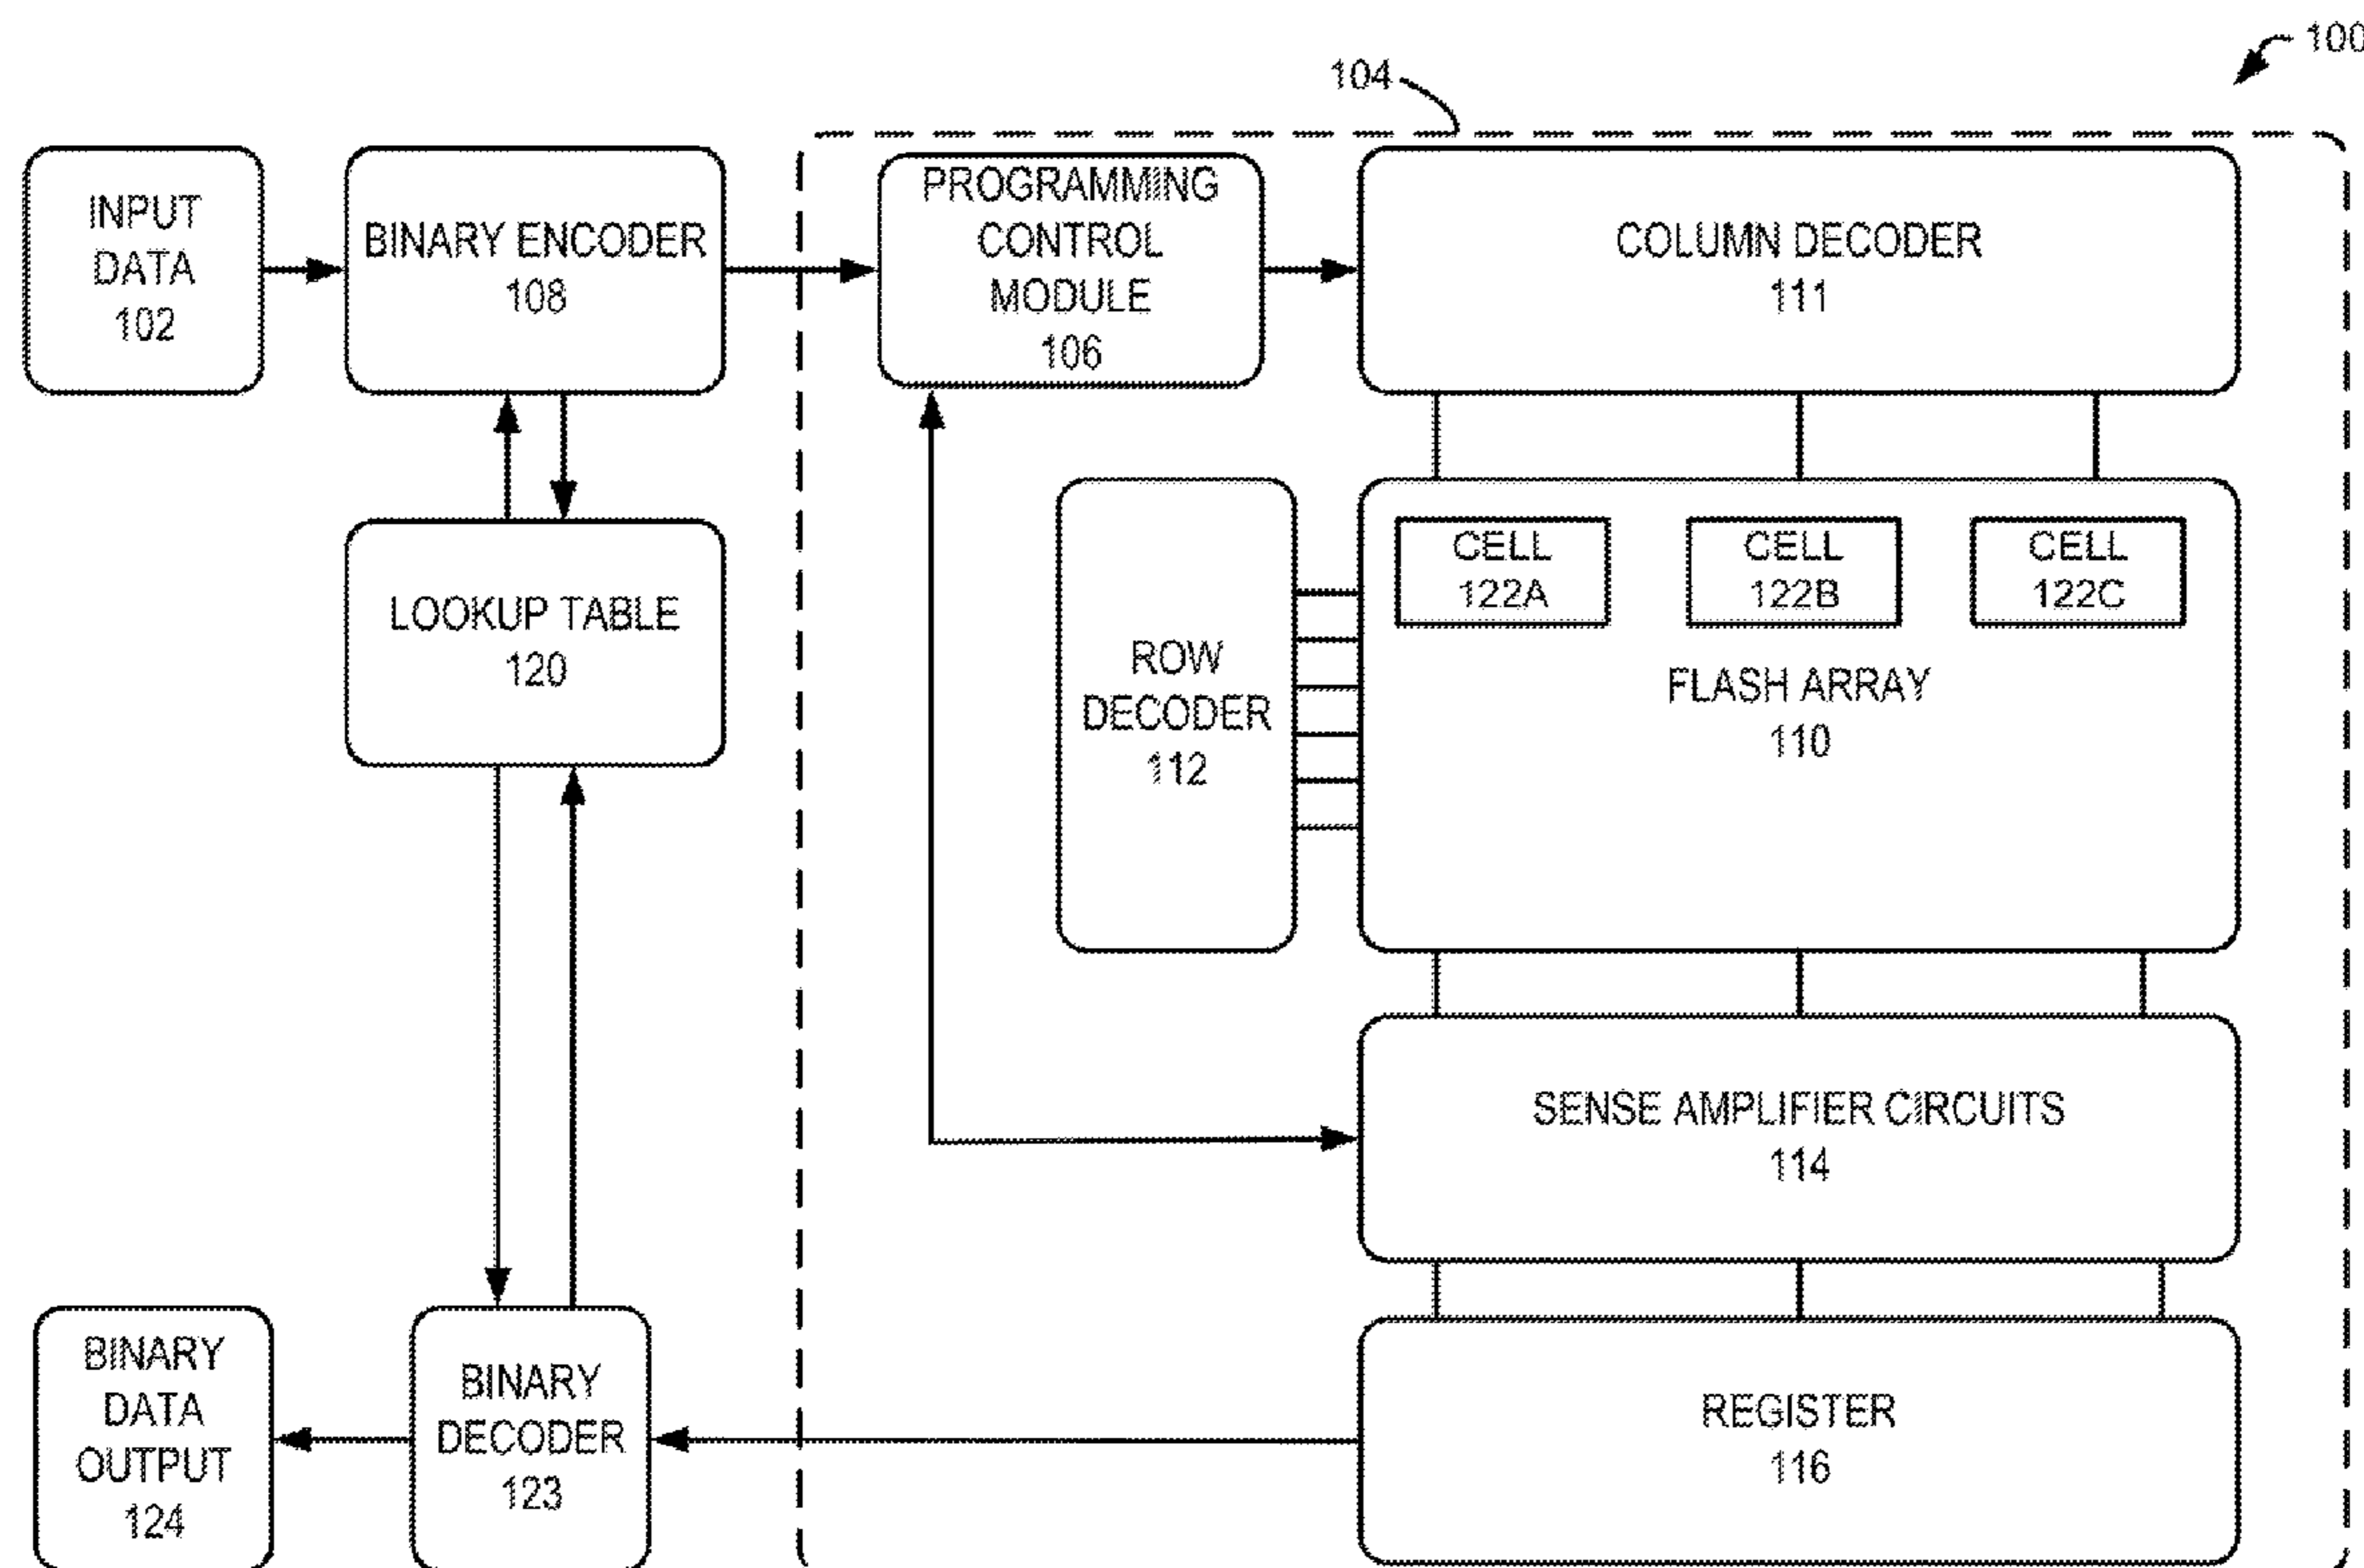 100
104
INPUT
DATA
102
BINARY ENCODER
108
PROGRAMMING
CONTROL
MODULE
106
COLUMN DECODER
111
LOOKUP TABLE
120
ROW
DECODER
112
CELL
122A
CELL
122B
CELL
122C
FLASH ARRAY
110
SENSE AMPLIFIER CIRCUITS
114
BINARY
DATA
OUTPUT
124
BINARY
DECODER
123
REGISTER
116